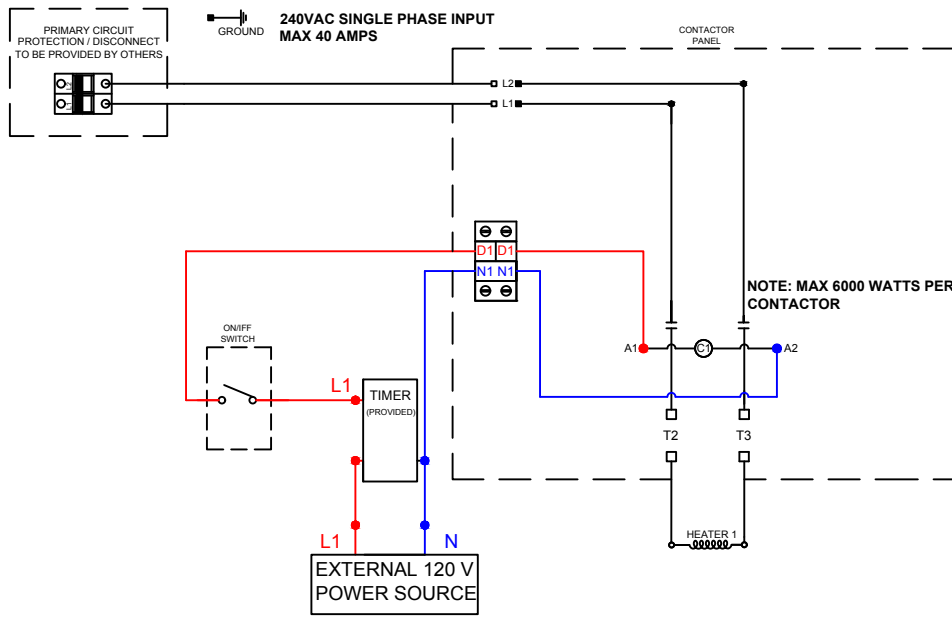 PRIMARY CIRCUIT
PROTECTION / DISCONNECT
TO BE PROVIDED BY OTHERS
L2
L1
GROUND
240VAC SINGLE PHASE INPUT
MAX 40 AMPS
CONTACTOR
PANEL
L2
L1
D1 D1
N1 N1
NOTE: MAX 6000 WATTS PER
CONTACTOR
A1
C1
A2
ON/IFF
SWITCH
L1
TIMER
(PROVIDED)
T2
T3
HEATER 1
L1
N
EXTERNAL 120 V
POWER SOURCE